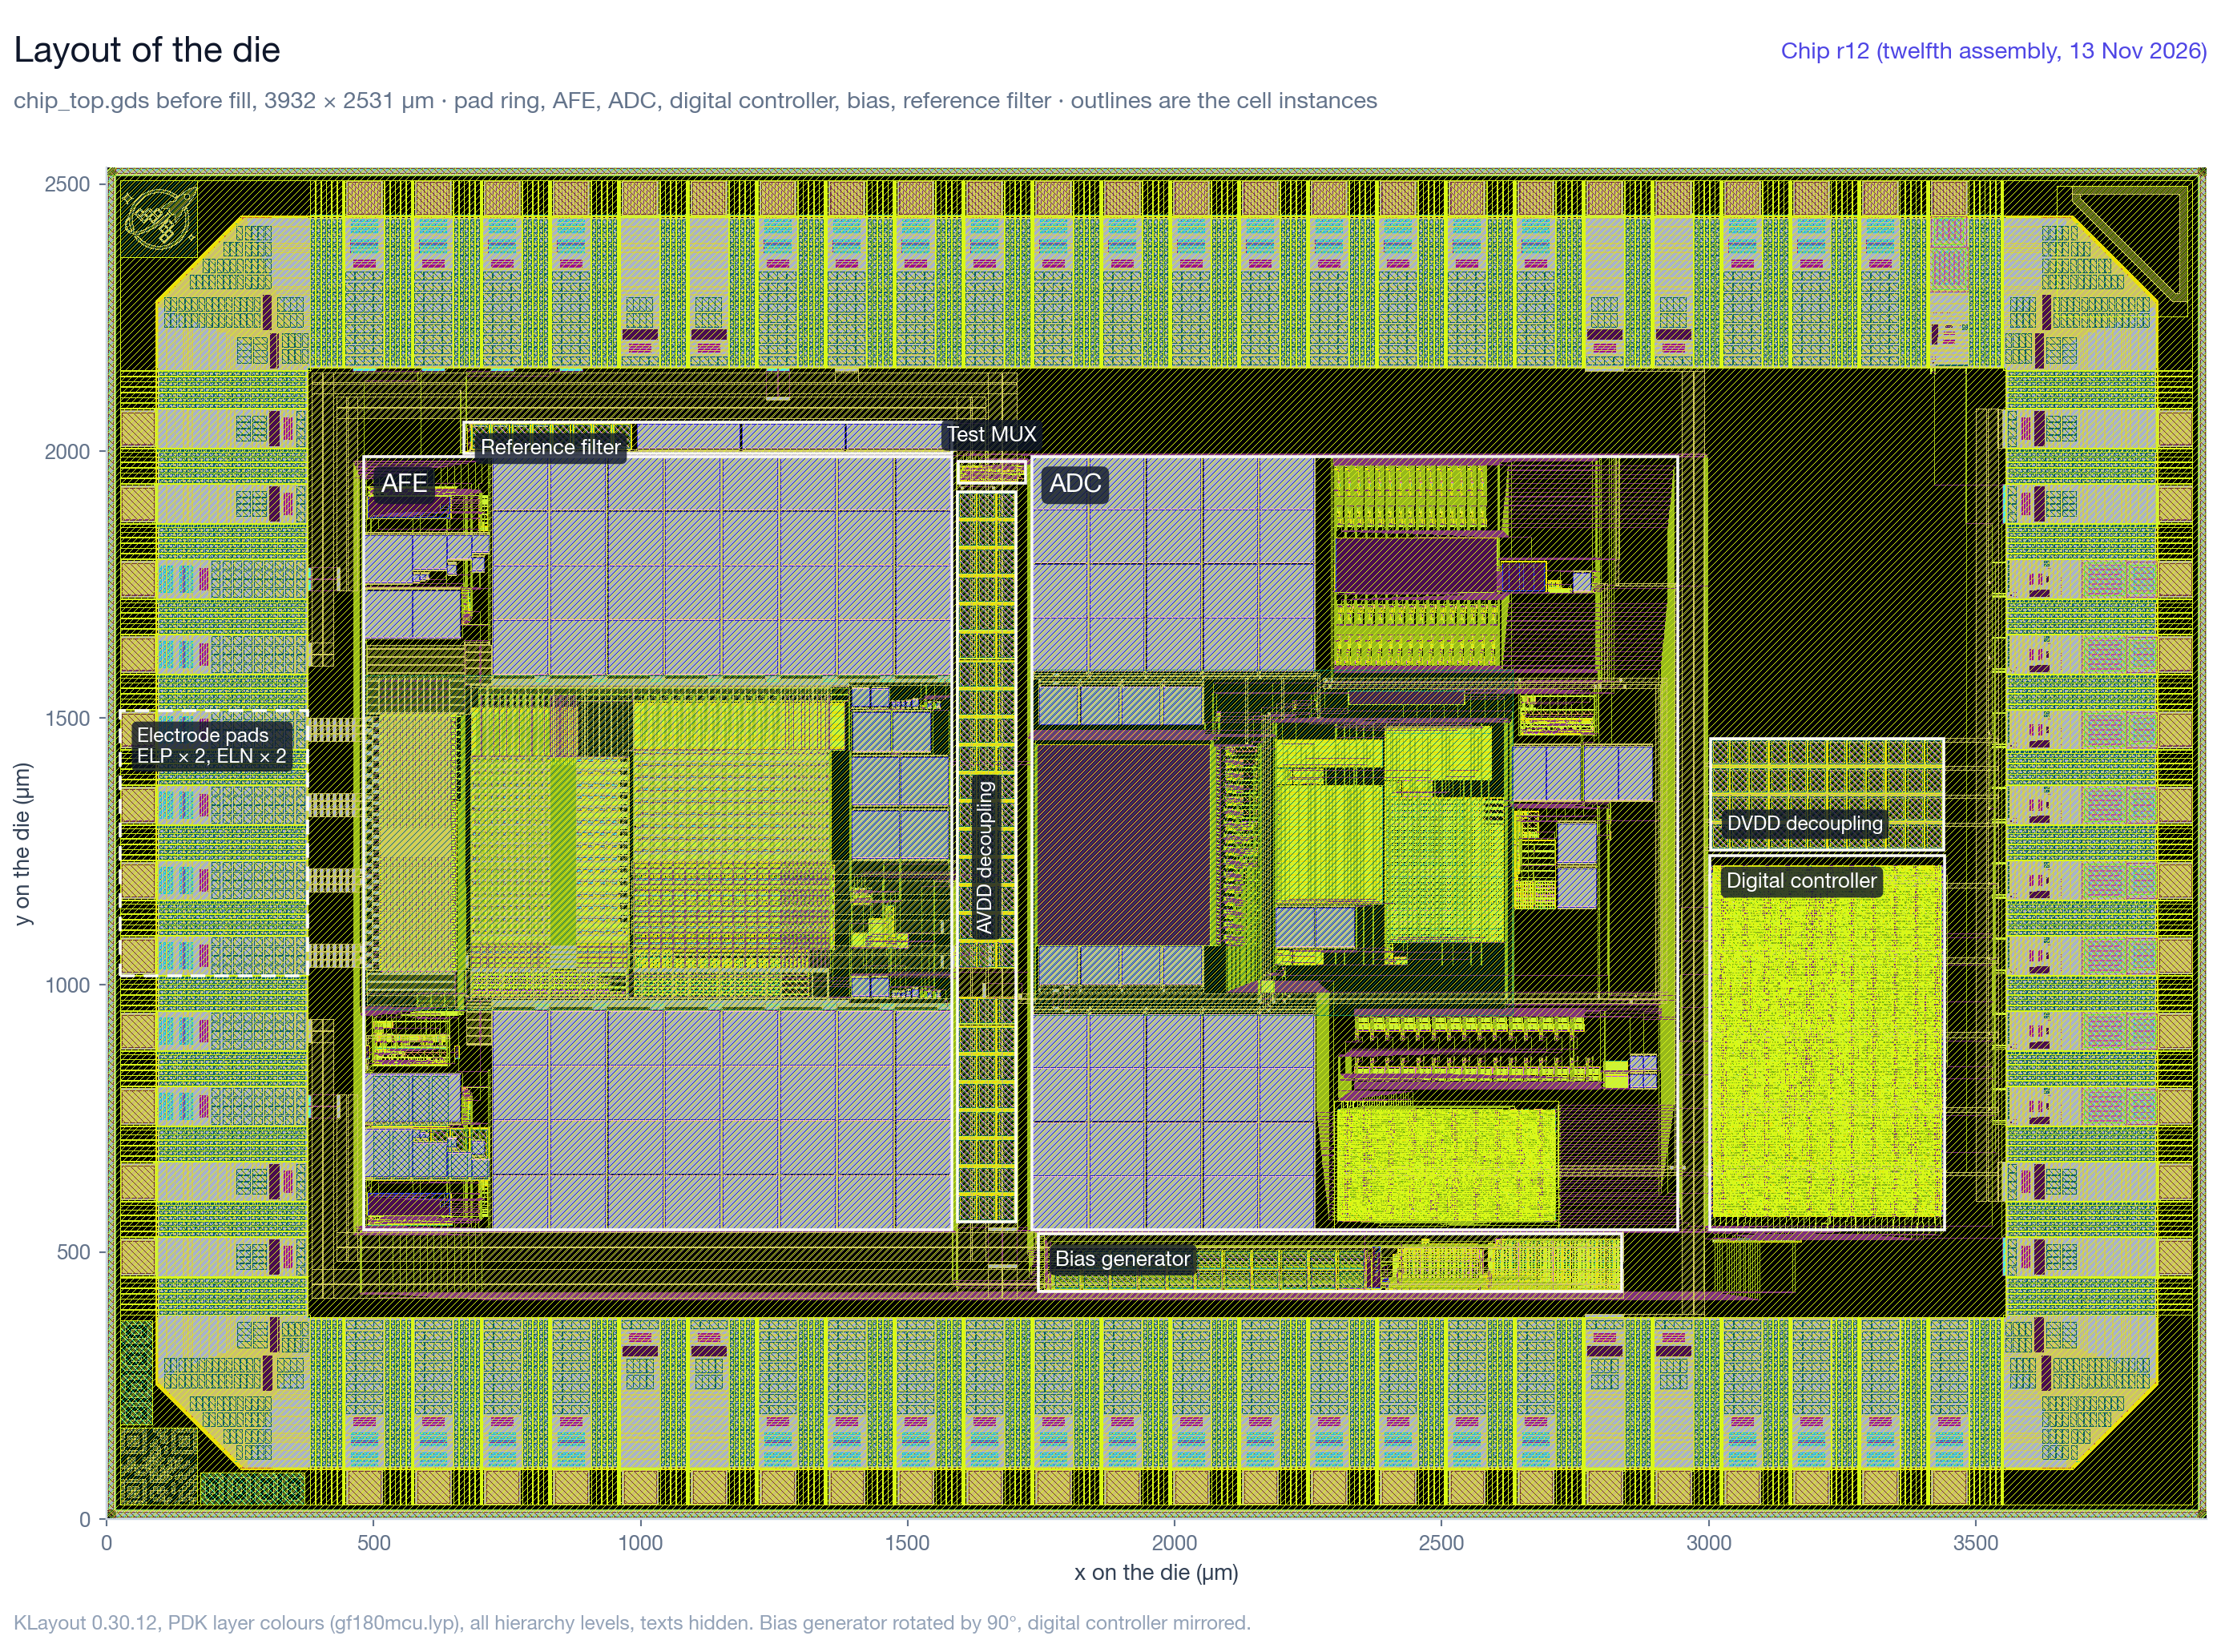 Layout of the die
Chip r12 (twelfth assembly, 13 Nov 2026)
chip_top.gds before fill, 3932 × 2531 µm · pad ring, AFE, ADC, digital controller, bias, reference filter · outlines are the cell instances
2500
2000
1500
1000
500
0
y on the die (µm)
Reference filter
Test MUX
AFE
ADC
Electrode pads
ELP × 2, ELN × 2
AVDD decoupling
DVDD decoupling
Digital controller
Bias generator
0
500
1000
1500
2000
2500
3000
3500
x on the die (µm)
KLayout 0.30.12, PDK layer colours (gf180mcu.lyp), all hierarchy levels, texts hidden. Bias generator rotated by 90°, digital controller mirrored.